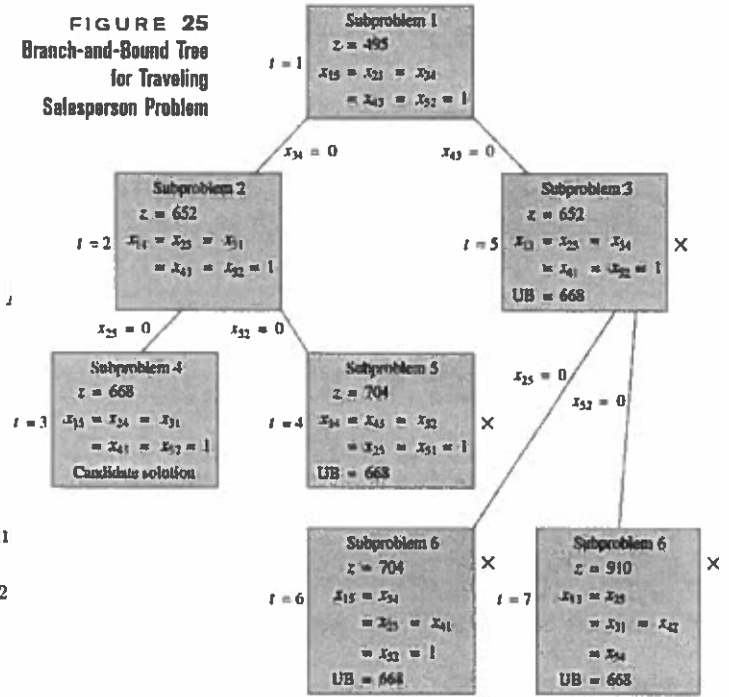 FIGURE 25
Branch-and-Bound Tree
for Traveling
Salesperson Problem
Subproblem 1
z = 495
t = 1
x₁₅ = x₂₁ = x₃₄
= x₄₃ = x₅₂ = 1
x₃₄ = 0
x₄₃ = 0
Subproblem 2
z = 652
t = 2
x₁₄ = x₂₅ = x₃₁
= x₄₃ = x₅₂ = 1
Subproblem 3
z = 652
t = 5
x₁₃ = x₂₅ = x₃₄
= x₄₁ = x₅₂ = 1
UB = 668
×
x₂₅ = 0
x₅₂ = 0
Subproblem 4
z = 668
t = 3
x₁₅ = x₂₄ = x₃₁
= x₄₃ = x₅₂ = 1
Candidate solution
Subproblem 5
z = 704
t = 4
x₁₄ = x₄₃ = x₃₂
= x₂₅ = x₅₁ = 1
UB = 668
×
x₂₅ = 0
x₅₂ = 0
Subproblem 6
z = 704
t = 6
x₁₅ = x₃₄
= x₂₃ = x₄₁
= x₅₂ = 1
UB = 668
×
Subproblem 6
z = 910
t = 7
x₁₃ = x₂₅
= x₃₁ = x₄₂
= x₅₄
UB = 668
×
1
2